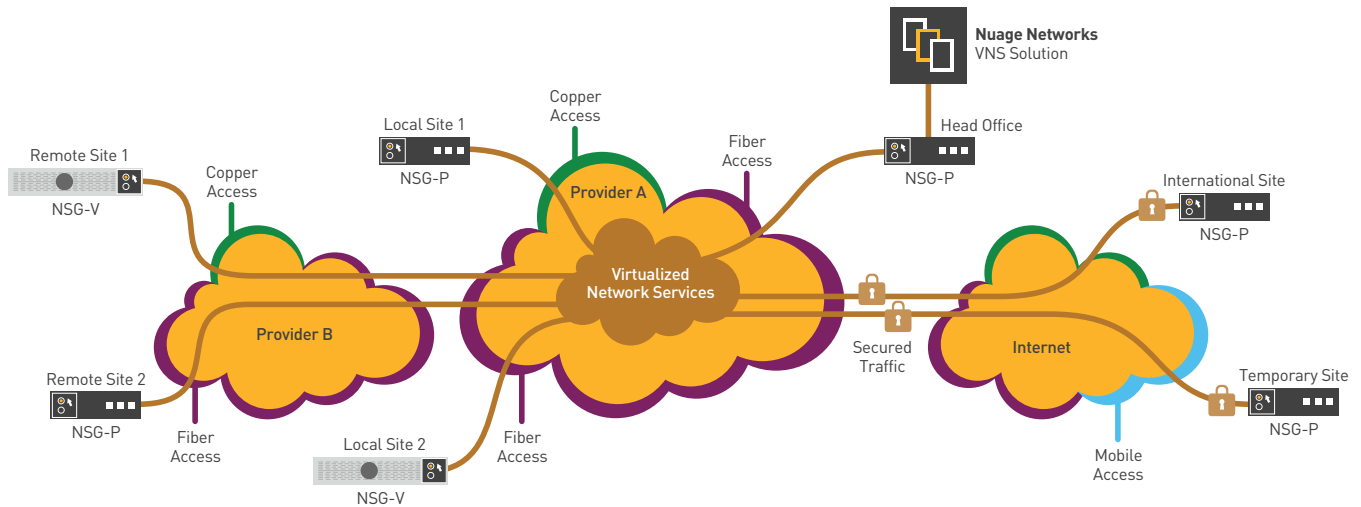 Nuage Networks
VNS Solution
Copper
Access
Local Site 1
Head Office
Fiber
Access
Remote Site 1
NSG-P
NSG-P
Copper
Access
Provider A
International Site
NSG-V
NSG-P
Virtualized
Network Services
Provider B
Secured
Traffic
Internet
Remote Site 2
Temporary Site
NSG-P
Fiber
Access
Local Site 2
Fiber
Access
NSG-P
Mobile
Access
NSG-V